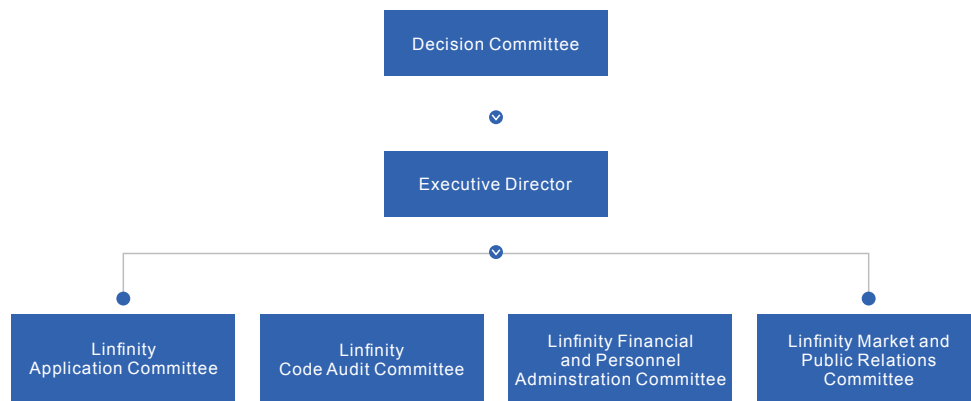 Decision Committee
Executive Director
Linfinity
Application Committee
Linfinity
Code Audit Committee
Linfinity Financial
and Personnel
Adminstration Committee
Linfinity Market and
Public Relations
Committee